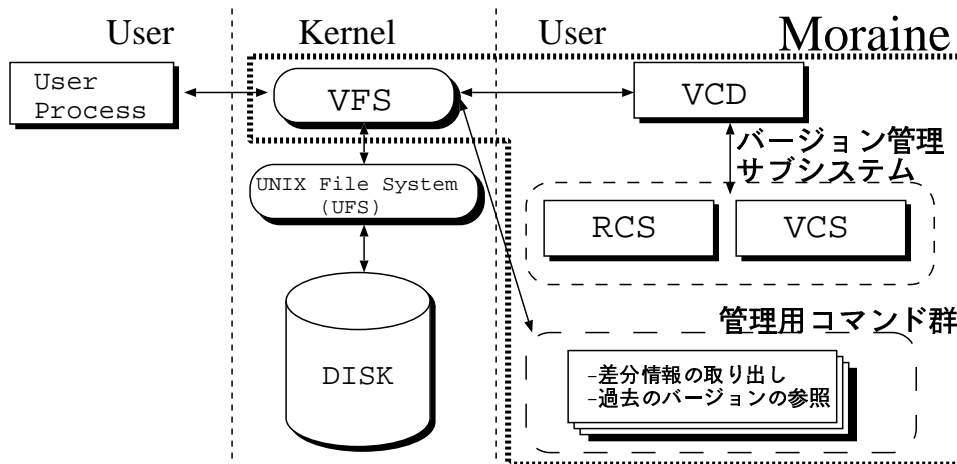 User
Kernel
User
Moraine
User
Process
VFS
VCD
バージョン管理
サブシステム
UNIX File System
(UFS)
RCS
VCS
DISK
管理用コマンド群
-差分情報の取り出し
-過去のバージョンの参照